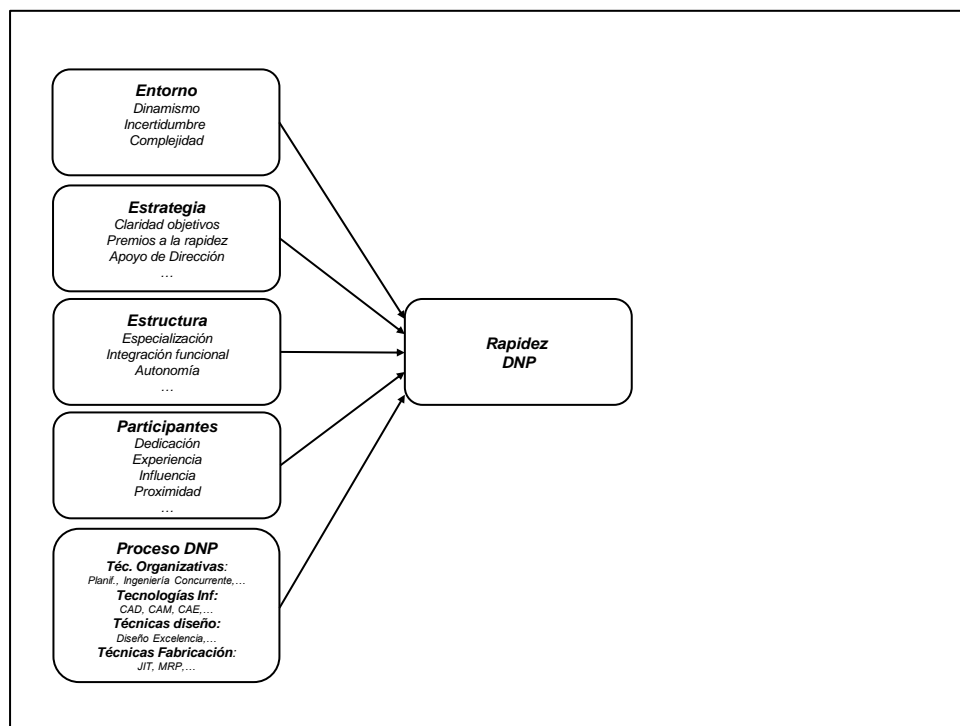 Entorno
Dinamismo
Incertidumbre
Complejidad
Estrategia
Claridad objetivos
Premios a la rapidez
Apoyo de Dirección
…
Estructura
Especialización
Integración funcional
Autonomía
…
Participantes
Dedicación
Experiencia
Influencia
Proximidad
…
Proceso DNP
Téc. Organizativas:
Planif., Ingeniería Concurrente,…
Tecnologías Inf:
CAD, CAM, CAE,…
Técnicas diseño:
Diseño Excelencia,…
Técnicas Fabricación:
JIT, MRP,…
Rapidez
DNP